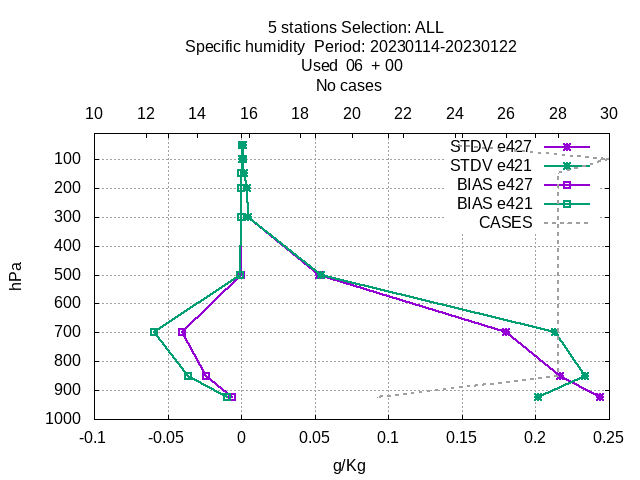 5 stations Selection: ALL
Specific humidity  Period: 20230114-20230122
Used  06  + 00
No cases
10 12 14 16 18 20 22 24 26 28 30
STDV e427
STDV e421
BIAS e427
BIAS e421
CASES
hPa
100
200
300
400
500
600
700
800
900
1000
-0.1 -0.05 0 0.05 0.1 0.15 0.2 0.25
g/Kg